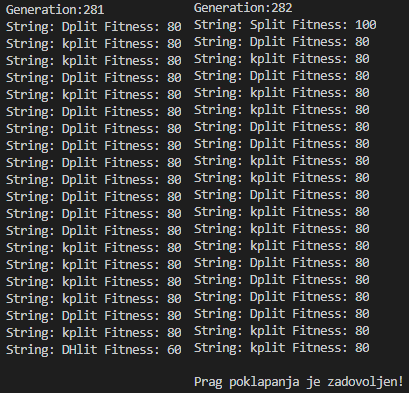 Generation:281
String: Dplit Fitness: 80
String: kplit Fitness: 80
String: kplit Fitness: 80
String: kplit Fitness: 80
String: Dplit Fitness: 80
String: Dplit Fitness: 80
String: Dplit Fitness: 80
String: Dplit Fitness: 80
String: Dplit Fitness: 80
String: kplit Fitness: 80
String: Dplit Fitness: 80
String: Dplit Fitness: 80
String: kplit Fitness: 80
String: kplit Fitness: 80
String: kplit Fitness: 80
String: kplit Fitness: 80
String: kplit Fitness: 80
String: Dplit Fitness: 80
String: kplit Fitness: 80
String: DHlit Fitness: 60
Generation:282
String: Split Fitness: 100
String: Dplit Fitness: 80
String: kplit Fitness: 80
String: kplit Fitness: 80
String: kplit Fitness: 80
String: Dplit Fitness: 80
String: Dplit Fitness: 80
String: Dplit Fitness: 80
String: kplit Fitness: 80
String: kplit Fitness: 80
String: Dplit Fitness: 80
String: kplit Fitness: 80
String: kplit Fitness: 80
String: kplit Fitness: 80
String: Dplit Fitness: 80
String: Dplit Fitness: 80
String: Dplit Fitness: 80
String: Dplit Fitness: 80
String: Dplit Fitness: 80
String: kplit Fitness: 80
Prag poklapanja je zadovoljen!